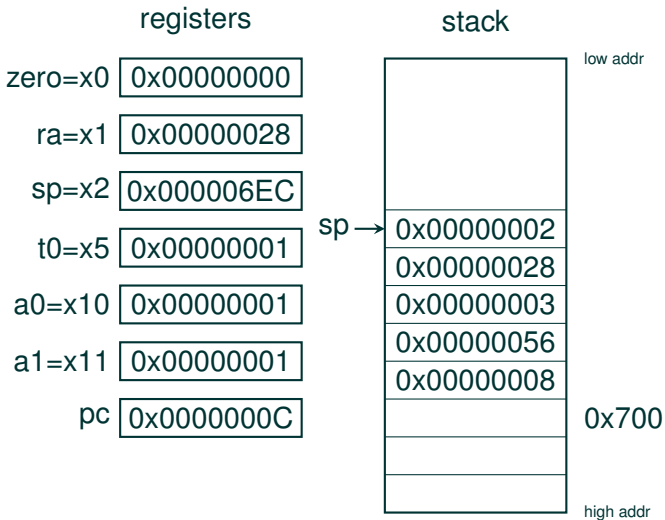 registers
zero=x0 0x00000000
ra=x1 0x00000028
sp=x2 0x000006EC
t0=x5 0x00000001
a0=x10 0x00000001
a1=x11 0x00000001
pc 0x0000000C
stack
low addr
sp 0x00000002
0x00000028
0x00000003
0x00000056
0x00000008
0x700
high addr